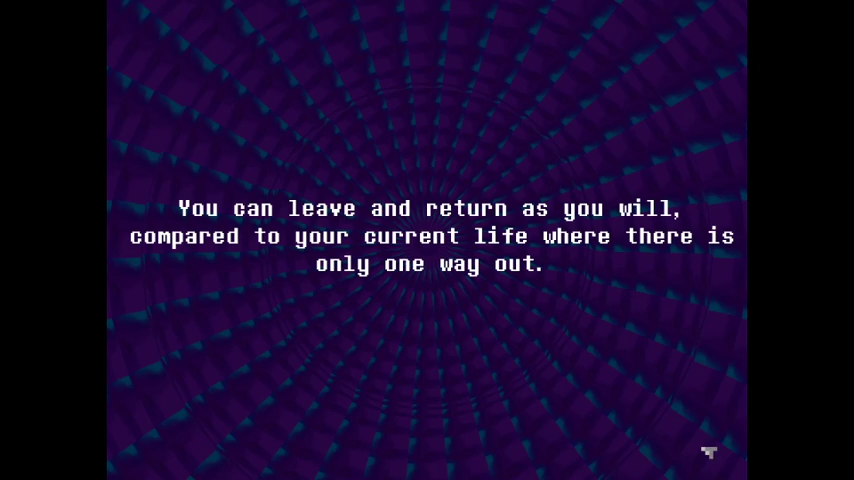 You can leave and return as you will,
compared to your current life where there is
only one way out.